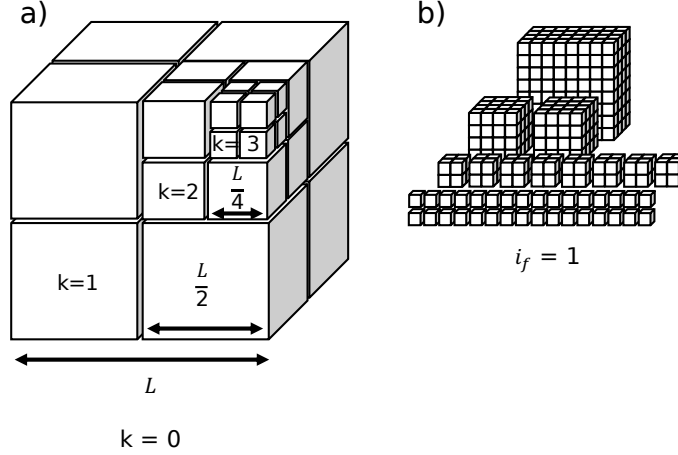 a)
b)
k= 3
k=2
L/4
k=1
L/2
i_f = 1
L
k = 0